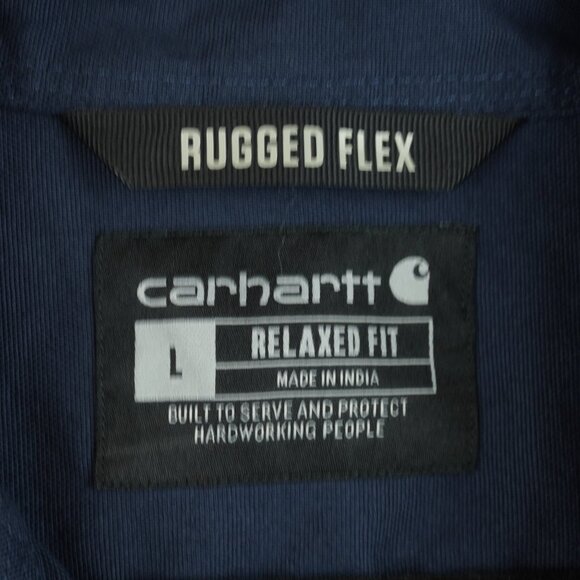 RUGGED FLEX
carhartt
L
RELAXED FIT
MADE IN INDIA
BUILT TO SERVE AND PROTECT
HARDWORKING PEOPLE